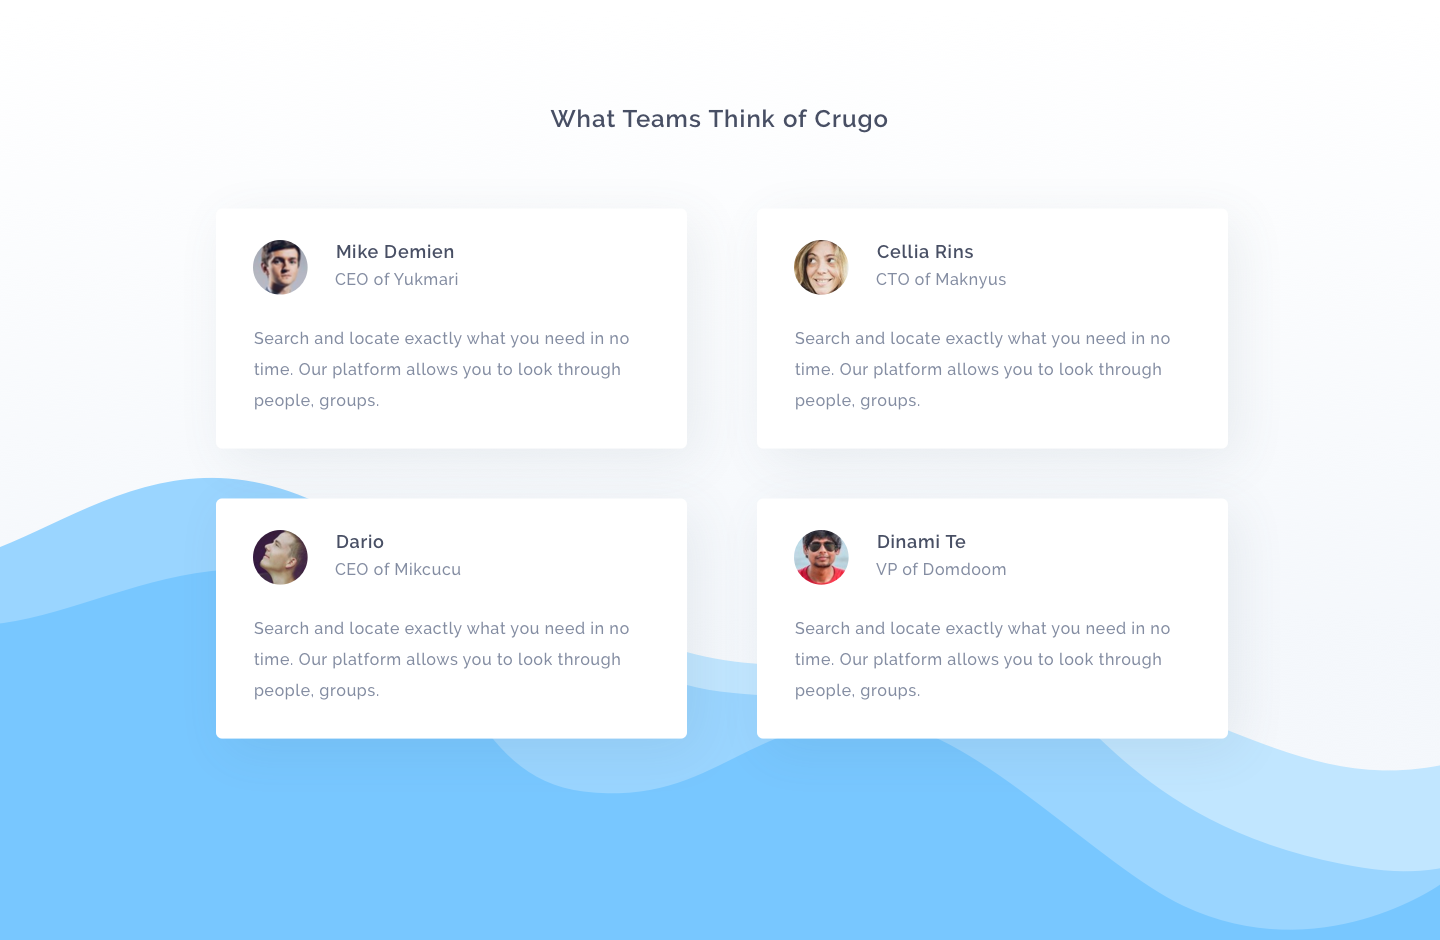 What Teams Think of Crugo
Mike Demien
CEO of Yukmari
Search and locate exactly what you need in no
time. Our platform allows you to look through
people, groups.
Cellia Rins
CTO of Maknyus
Search and locate exactly what you need in no
time. Our platform allows you to look through
people, groups.
Dario
CEO of Mikcucu
Search and locate exactly what you need in no
time. Our platform allows you to look through
people, groups.
Dinami Te
VP of Domdoom
Search and locate exactly what you need in no
time. Our platform allows you to look through
people, groups.